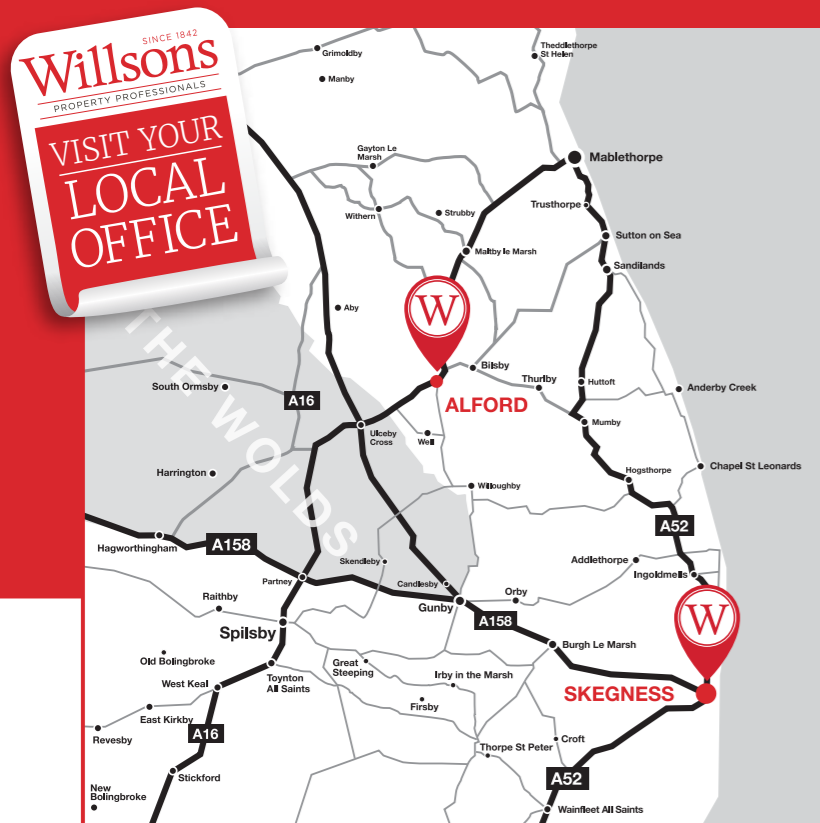 SINCE 1842
Willsons
PROPERTY PROFESSIONALS
VISIT YOUR
LOCAL
OFFICE
Grimoldby
Manby
Theddlethorpe
St Helen
Gayton Le
Marsh
Mablethorpe
Withern
Strubby
Trusthorpe
Maltby le Marsh
Sutton on Sea
Sandilands
Aby
W
THE WOLDS
Bilsby
Thurlby
Huttoft
South Ormsby
A16
ALFORD
Anderby Creek
Ulceby
Cross
Well
Mumby
Harrington
Willoughby
Hogsthorpe
Chapel St Leonards
A52
Hagworthingham
A158
Skendleby
Addlethorpe
Ingoldmells
Partney
Candlesby
Raithby
Gunby
Orby
A158
W
Spilsby
Burgh Le Marsh
Old Bolingbroke
Great
Steeping
West Keal
Toynton
All Saints
Irby in the Marsh
SKEGNESS
Firsby
East Kirkby
Revesby
A16
Croft
Thorpe St Peter
Stickford
A52
New
Bolingbroke
Wainfleet All Saints